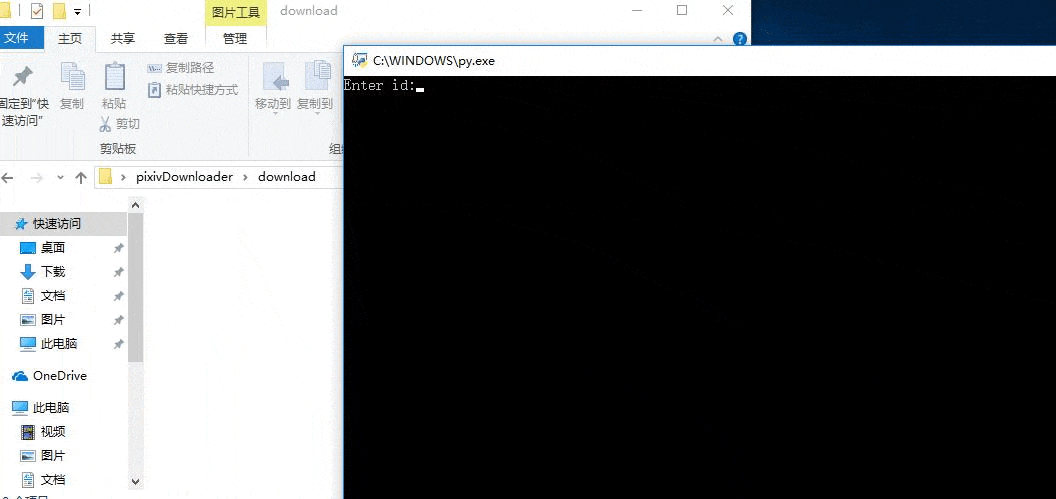 图片工具
download
文件
主页
共享
查看
管理
C:\WINDOWS\py.exe
Enter id:
固定到"快
速访问"
复制
粘贴
复制路径
粘贴快捷方式
剪切
移动到
复制到
剪贴板
组织
pixivDownloader
download
快速访问
桌面
下载
文档
图片
此电脑
OneDrive
此电脑
视频
图片
文档